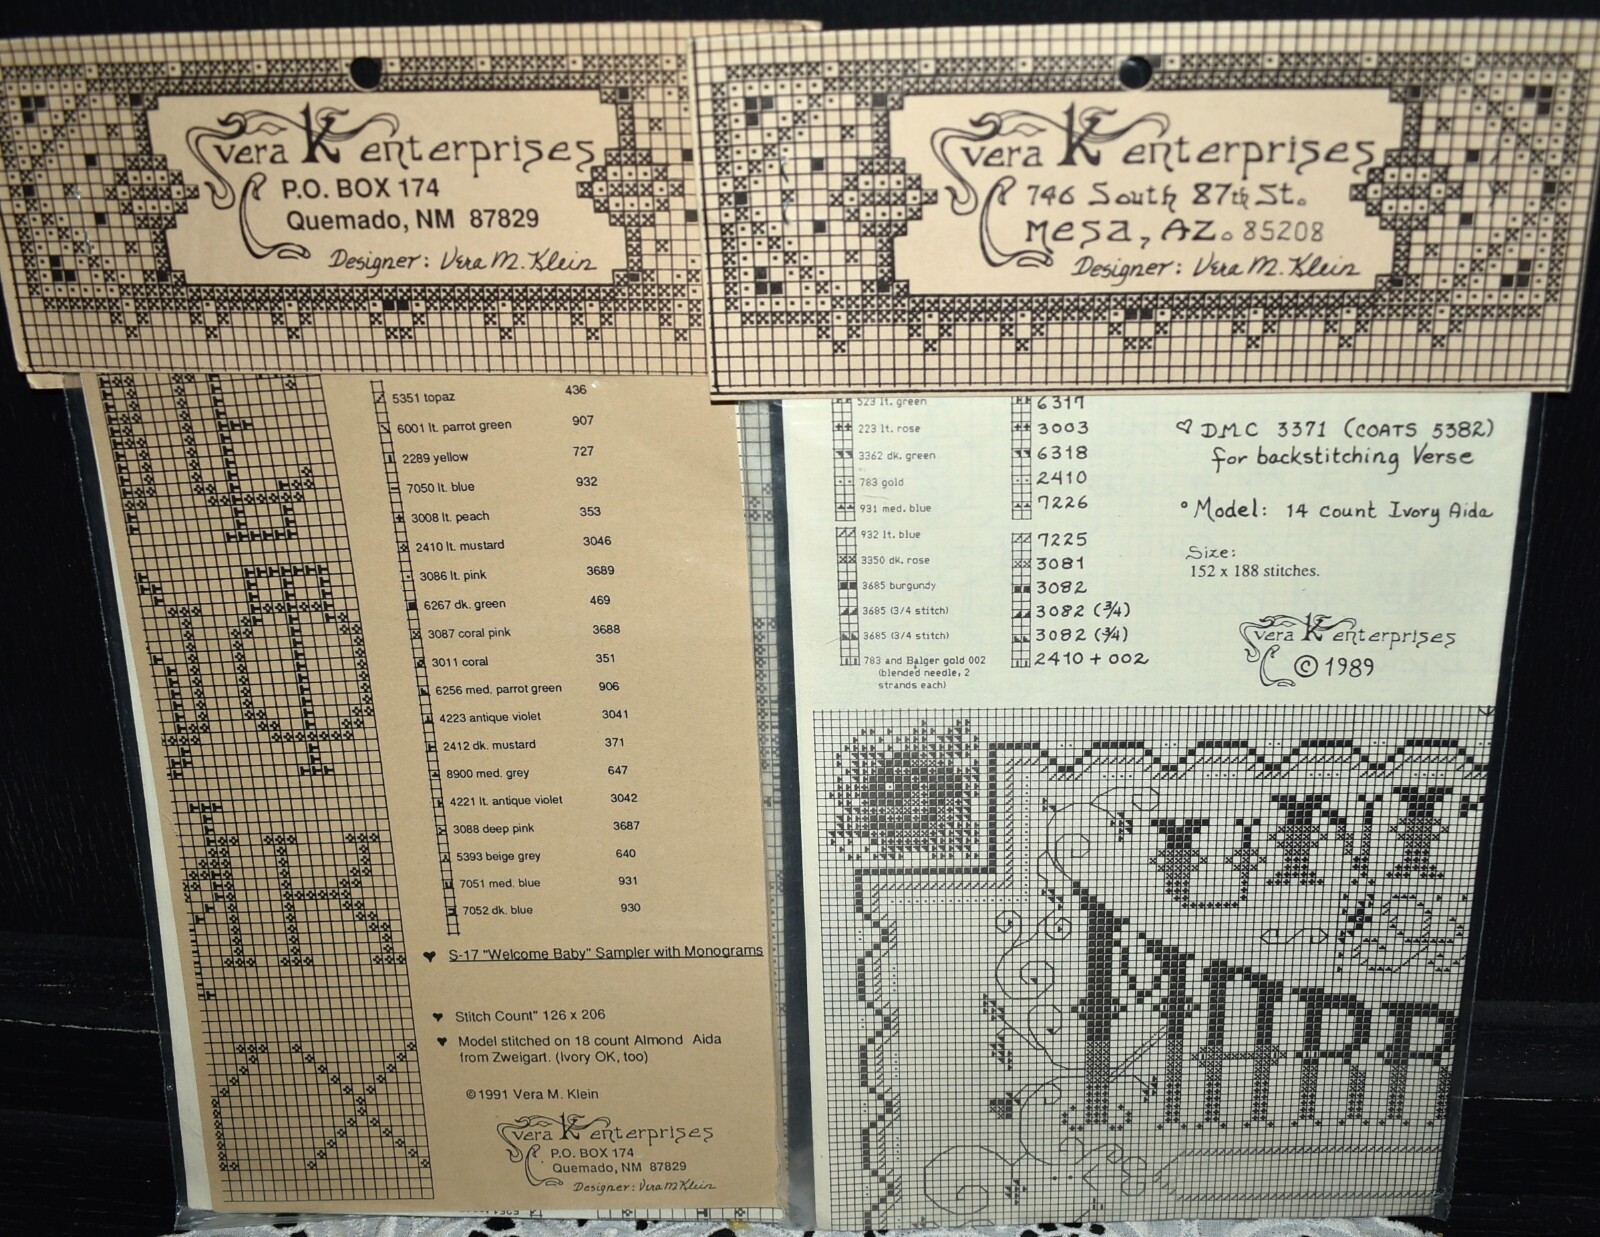 vera K enterprises
P.O. BOX 174
Quemado, NM 87829
Designer: Vera M. Klein
5351 topaz 436
6001 lt. parrot green 907
2289 yellow 727
7050 lt. blue 932
3008 lt. peach 353
2410 lt. mustard 3046
3086 lt. pink 3689
6267 dk. green 469
3087 coral pink 3688
3011 coral 351
6256 med. parrot green 906
4223 antique violet 3041
2412 dk. mustard 371
8900 med. grey 647
4221 lt. antique violet 3042
3088 deep pink 3687
5393 beige grey 640
7051 med. blue 931
7052 dk. blue 930
♥ S-17 "Welcome Baby" Sampler with Monograms
♥ Stitch Count" 126 x 206
♥ Model stitched on 18 count Almond Aida
from Zweigart. (Ivory OK, too)
©1991 Vera M. Klein
vera K enterprises
P.O. BOX 174
Quemado, NM 87829
Designer: Vera M Klein
vera K enterprises
746 South 87th St.
Mesa, AZ. 85208
Designer: Vera M. Klein
523 lt. green 6317
223 lt. rose 3003
3362 dk. green 6318
783 gold 2410
931 med. blue 7226
932 lt. blue 7225
3350 dk. rose 3081
3685 burgundy 3082
3685 (3/4 stitch) 3082 (3/4)
3685 (3/4 stitch) 3082 (3/4)
783 and Balger gold 002 2410 + 002
(blended needle, 2
strands each)
♡ DMC 3371 (COATS 5382)
for backstitching Verse
° Model: 14 count Ivory Aida
Size:
152 x 188 stitches.
vera K enterprises
© 1989